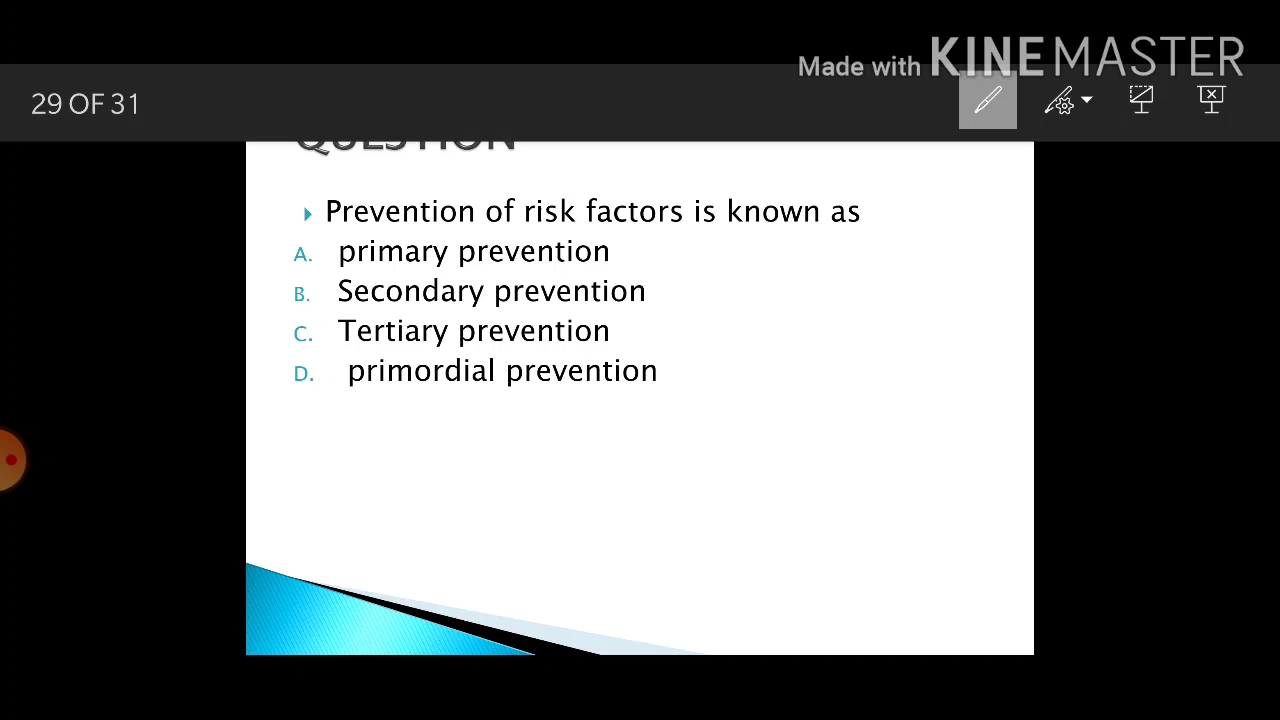 Made with KINEMASTER
29 OF 31
QUESTION
Prevention of risk factors is known as
A. primary prevention
B. Secondary prevention
C. Tertiary prevention
D. primordial prevention